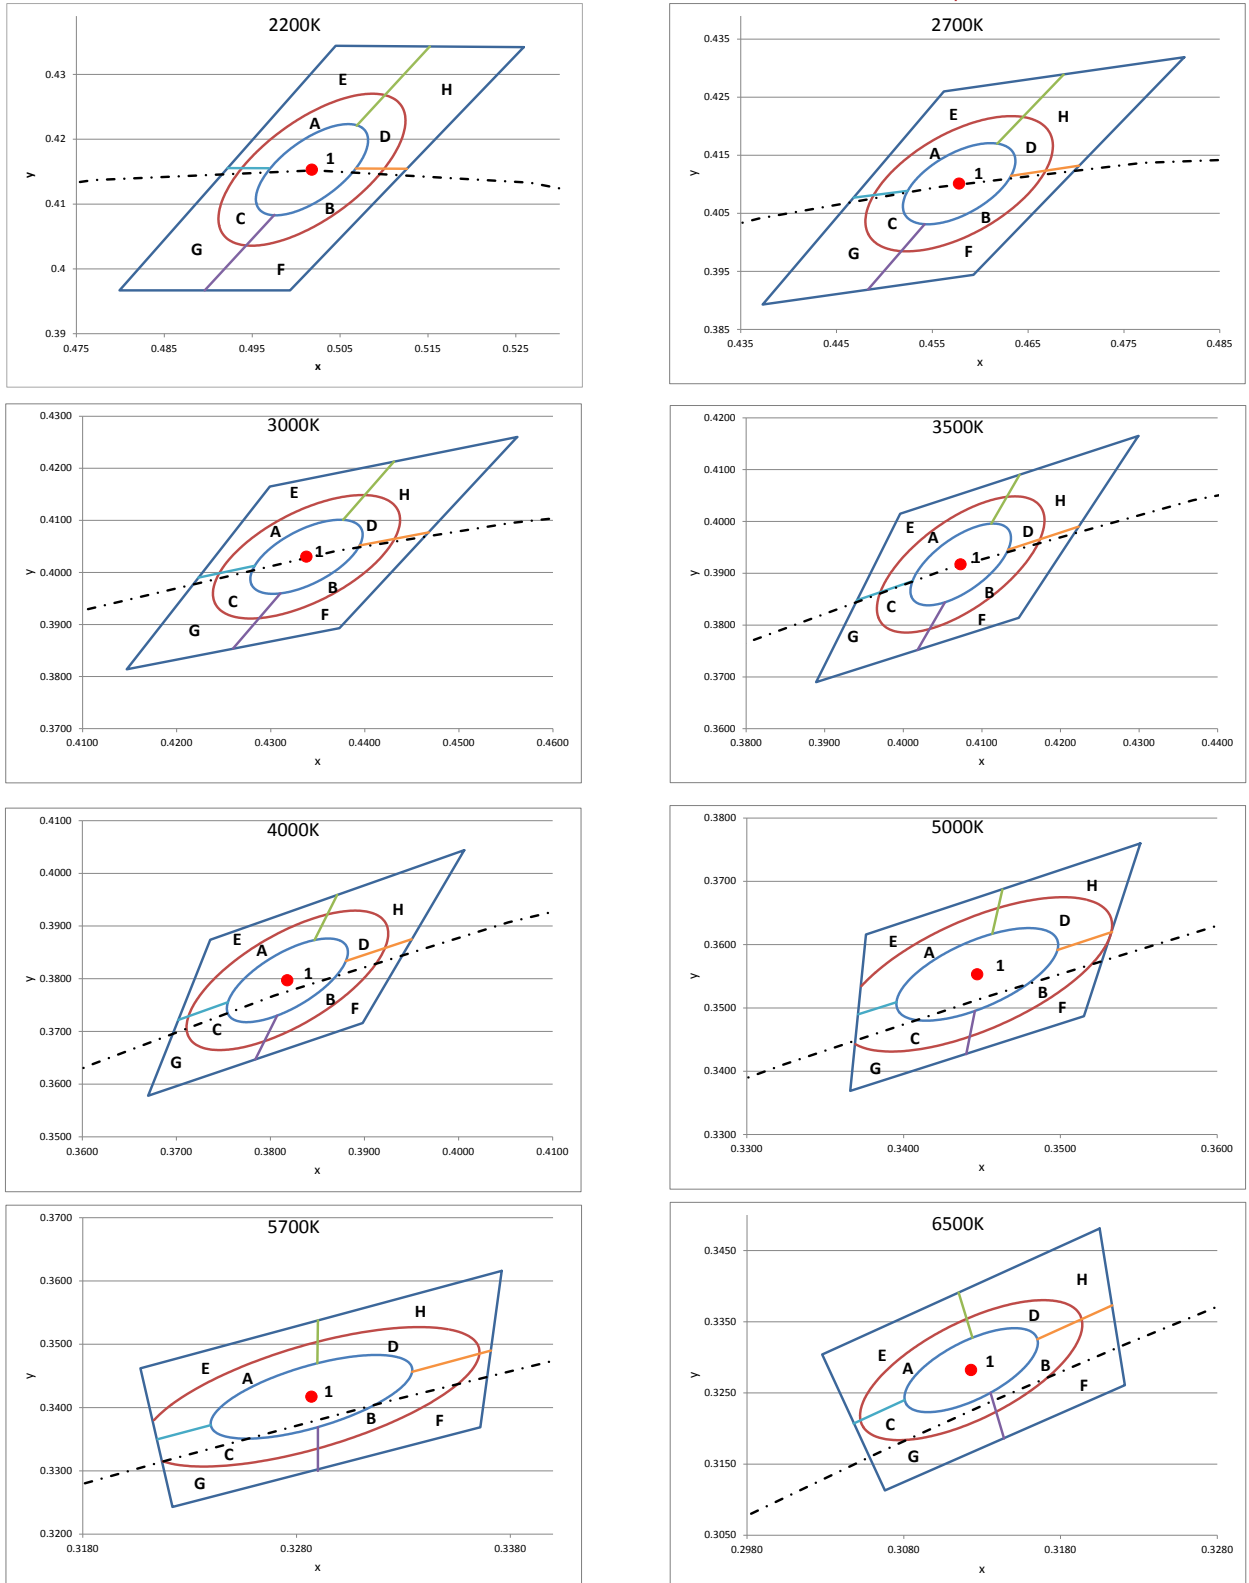 2200K
0.43
0.42
0.41
0.4
0.39
y
0.475 0.485 0.495 0.505 0.515 0.525
x
E
H
A
D
1
B
C
G
F
2700K
0.435
0.425
0.415
0.405
0.395
0.385
y
0.435 0.445 0.455 0.465 0.475 0.485
x
E
H
A
D
1
B
C
G
F
3000K
0.4300
0.4200
0.4100
0.4000
0.3900
0.3800
0.3700
y
0.4100 0.4200 0.4300 0.4400 0.4500 0.4600
x
E
H
A
D
1
B
C
G
F
3500K
0.4200
0.4100
0.4000
0.3900
0.3800
0.3700
0.3600
y
0.3800 0.3900 0.4000 0.4100 0.4200 0.4300 0.4400
x
E
H
A
D
1
B
C
G
F
4000K
0.4100
0.4000
0.3900
0.3800
0.3700
0.3600
0.3500
y
0.3600 0.3700 0.3800 0.3900 0.4000 0.4100
x
E
H
A
D
1
B
C
G
F
5000K
0.3800
0.3700
0.3600
0.3500
0.3400
0.3300
y
0.3300 0.3400 0.3500 0.3600
x
E
H
A
D
1
B
C
G
F
5700K
0.3700
0.3600
0.3500
0.3400
0.3300
0.3200
y
0.3180 0.3280 0.3380
x
E
H
A
D
1
B
C
G
F
6500K
0.3450
0.3350
0.3250
0.3150
0.3050
y
0.2980 0.3080 0.3180 0.3280
x
E
H
A
D
1
B
C
G
F